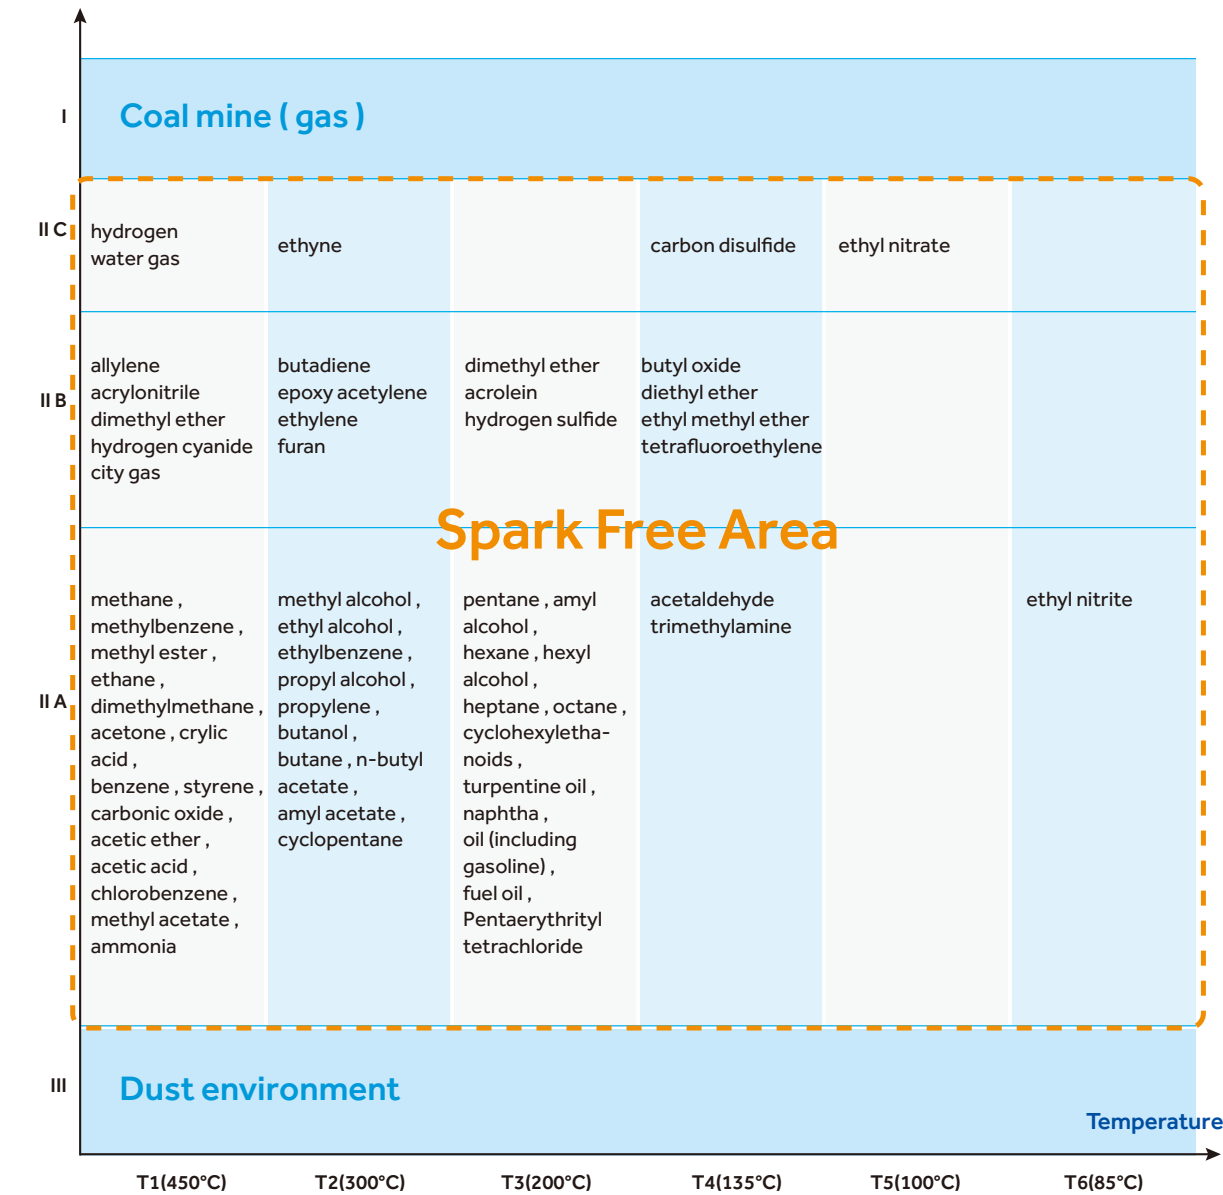 I
Coal mine ( gas )
II C
hydrogen
water gas
ethyne
carbon disulfide
ethyl nitrate
II B
allylene
acrylonitrile
dimethyl ether
hydrogen cyanide
city gas
butadiene
epoxy acetylene
ethylene
furan
dimethyl ether
acrolein
hydrogen sulfide
butyl oxide
diethyl ether
ethyl methyl ether
tetrafluoroethylene
Spark Free Area
II A
methane ,
methylbenzene ,
methyl ester ,
ethane ,
dimethylmethane ,
acetone , crylic
acid ,
benzene , styrene ,
carbonic oxide ,
acetic ether ,
acetic acid ,
chlorobenzene ,
methyl acetate ,
ammonia
methyl alcohol ,
ethyl alcohol ,
ethylbenzene ,
propyl alcohol ,
propylene ,
butanol ,
butane , n-butyl
acetate ,
amyl acetate ,
cyclopentane
pentane , amyl
alcohol ,
hexane , hexyl
alcohol ,
heptane , octane ,
cyclohexyletha-
noids ,
turpentine oil ,
naphtha ,
oil (including
gasoline) ,
fuel oil ,
Pentaerythrityl
tetrachloride
acetaldehyde
trimethylamine
ethyl nitrite
III
Dust environment
Temperature
T1(450°C)
T2(300°C)
T3(200°C)
T4(135°C)
T5(100°C)
T6(85°C)